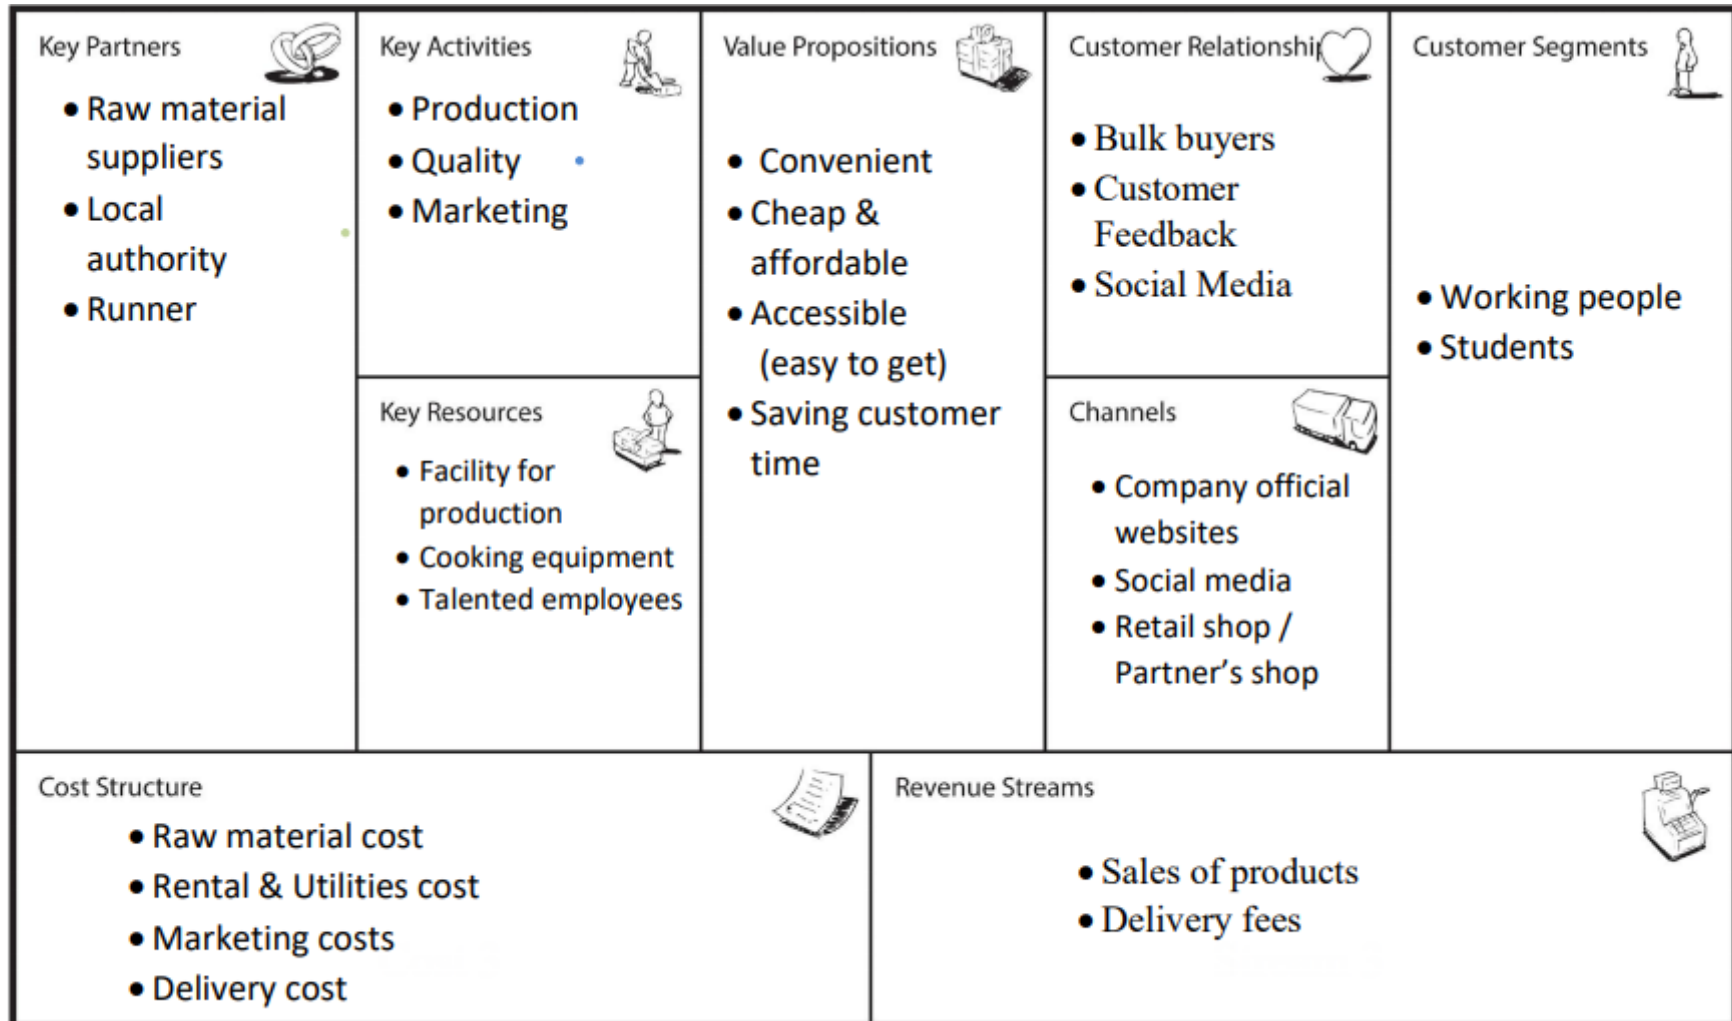 Key Partners
• Raw material
suppliers
• Local
authority
• Runner
Key Activities
• Production
• Quality
• Marketing
Key Resources
• Facility for
production
• Cooking equipment
• Talented employees
Value Propositions
• Convenient
• Cheap &
affordable
• Accessible
(easy to get)
• Saving customer
time
Customer Relationship
• Bulk buyers
• Customer
Feedback
• Social Media
Channels
• Company official
websites
• Social media
• Retail shop /
Partner’s shop
Customer Segments
• Working people
• Students
Cost Structure
• Raw material cost
• Rental & Utilities cost
• Marketing costs
• Delivery cost
Revenue Streams
• Sales of products
• Delivery fees